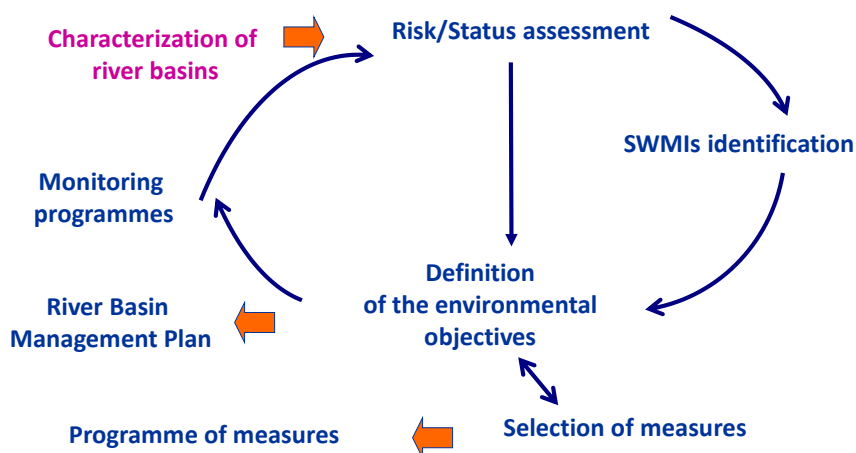 Characterization of
river basins
Risk/Status assessment
SWMIs identification
Monitoring
programmes
Definition
of the environmental
objectives
River Basin
Management Plan
Programme of measures
Selection of measures